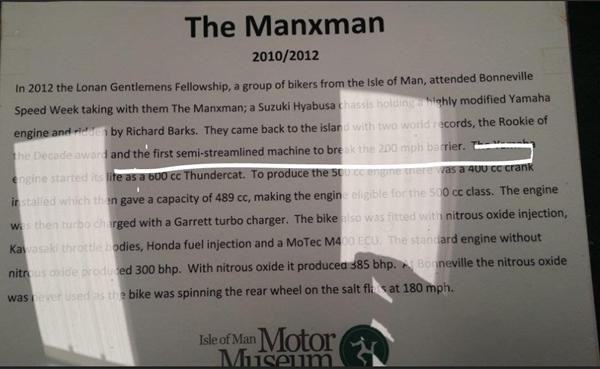 The Manxman
2010/2012
In 2012 the Lonan Gentlemens Fellowship, a group of bikers from the Isle of Man, attended Bonneville
Speed Week taking with them The Manxman; a Suzuki Hyabusa chassis holding a highly modified Yamaha
engine and ridden by Richard Barks. They came back to the island with two world records, the Rookie of
the Decade award and the first semi-streamlined machine to break the 200 mph barrier. The Yamaha
engine started its life as a 600 cc Thundercat. To produce the 500 cc engine there was a 400 cc crank
installed which then gave a capacity of 489 cc, making the engine eligible for the 500 cc class. The engine
was then turbo charged with a Garrett turbo charger. The bike also was fitted with nitrous oxide injection,
Kawasaki throttle bodies, Honda fuel injection and a MoTec M400 ECU. The standard engine without
nitrous oxide produced 300 bhp. With nitrous oxide it produced 385 bhp. At Bonneville the nitrous oxide
was never used as the bike was spinning the rear wheel on the salt flats at 180 mph.
Isle of Man Motor
Museum